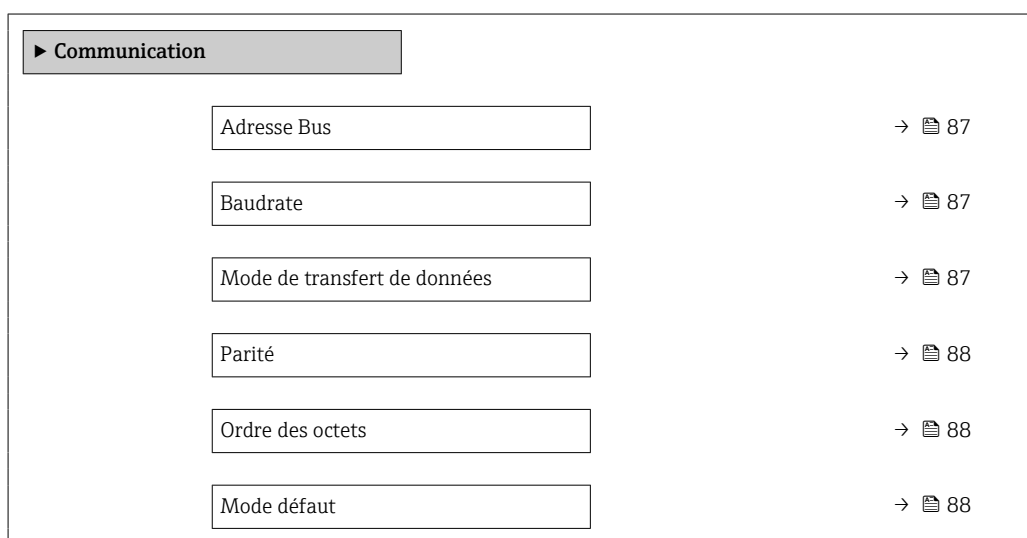 ► Communication
Adresse Bus → 87
Baudrate → 87
Mode de transfert de données → 87
Parité → 88
Ordre des octets → 88
Mode défaut → 88